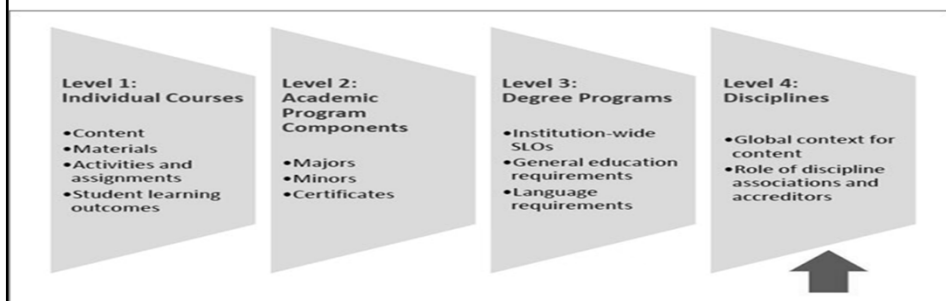 Level 1:
Individual Courses
•Content
•Materials
•Activities and
assignments
•Student learning
outcomes
Level 2:
Academic
Program
Components
•Majors
•Minors
•Certificates
Level 3:
Degree Programs
•Institution-wide
SLOs
•General education
requirements
•Language
requirements
Level 4:
Disciplines
•Global context for
content
•Role of discipline
associations and
accreditors